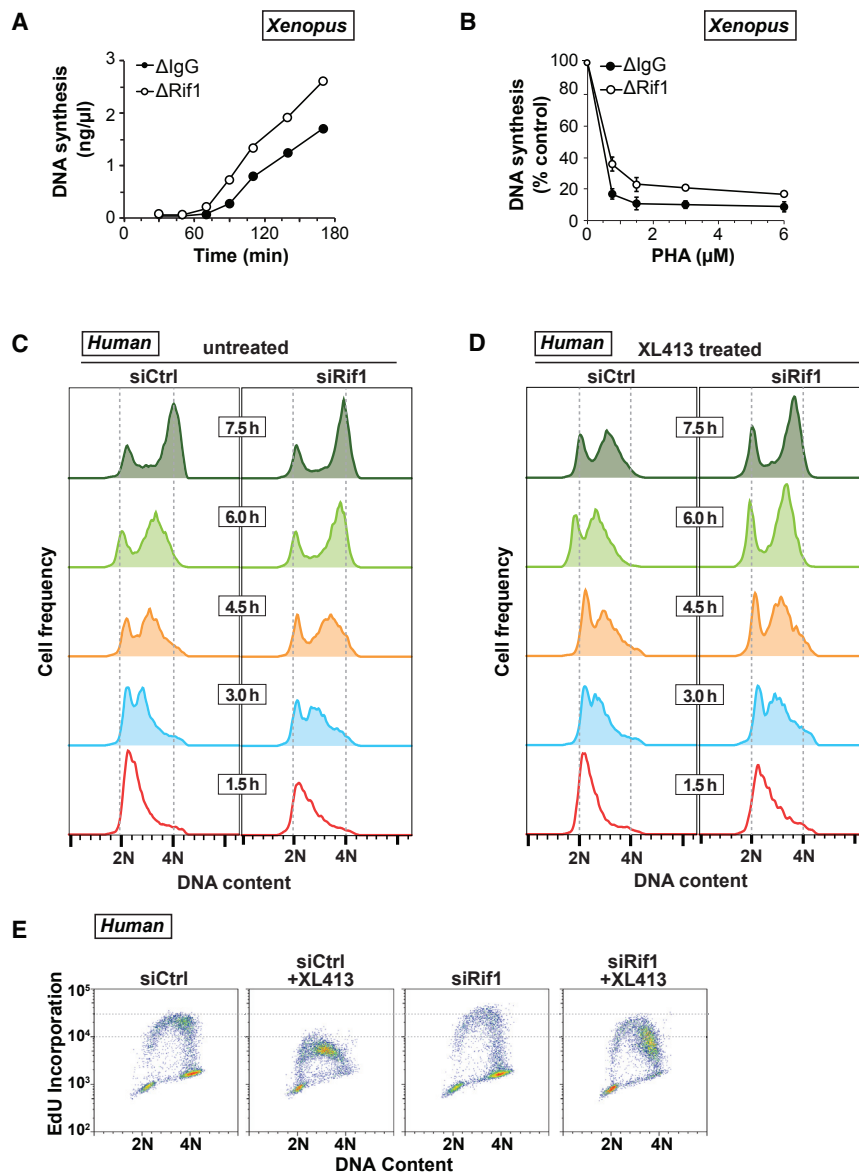 A
Xenopus
DNA synthesis
(ng/µl)
ΔIgG
ΔRif1
3
2
1
0
0 60 120 180
Time (min)
B
Xenopus
DNA synthesis
(% control)
ΔIgG
ΔRif1
100
80
60
40
20
0
0 2 4 6
PHA (µM)
C
Human
untreated
siCtrl siRif1
7.5 h
6.0 h
4.5 h
3.0 h
1.5 h
Cell frequency
2N 4N 2N 4N
DNA content
D
Human
XL413 treated
siCtrl siRif1
7.5 h
6.0 h
4.5 h
3.0 h
1.5 h
Cell frequency
2N 4N 2N 4N
DNA content
E
Human
siCtrl
siCtrl
+XL413
siRif1
siRif1
+XL413
EdU Incorporation
10⁵
10⁴
10³
10²
2N 4N 2N 4N 2N 4N 2N 4N
DNA Content